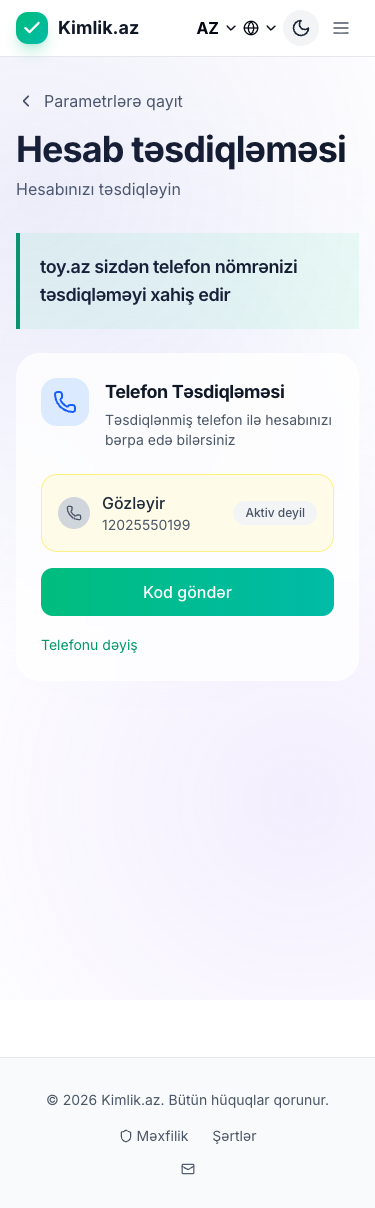 Kimlik.az
AZ
Parametrlərə qayıt
Hesab təsdiqləməsi
Hesabınızı təsdiqləyin
toy.az sizdən telefon nömrənizi
təsdiqləməyi xahiş edir
Telefon Təsdiqləməsi
Təsdiqlənmiş telefon ilə hesabınızı
bərpa edə bilərsiniz
Gözləyir
12025550199
Aktiv deyil
Kod göndər
Telefonu dəyiş
© 2026 Kimlik.az. Bütün hüquqlar qorunur.
Məxfilik Şərtlər